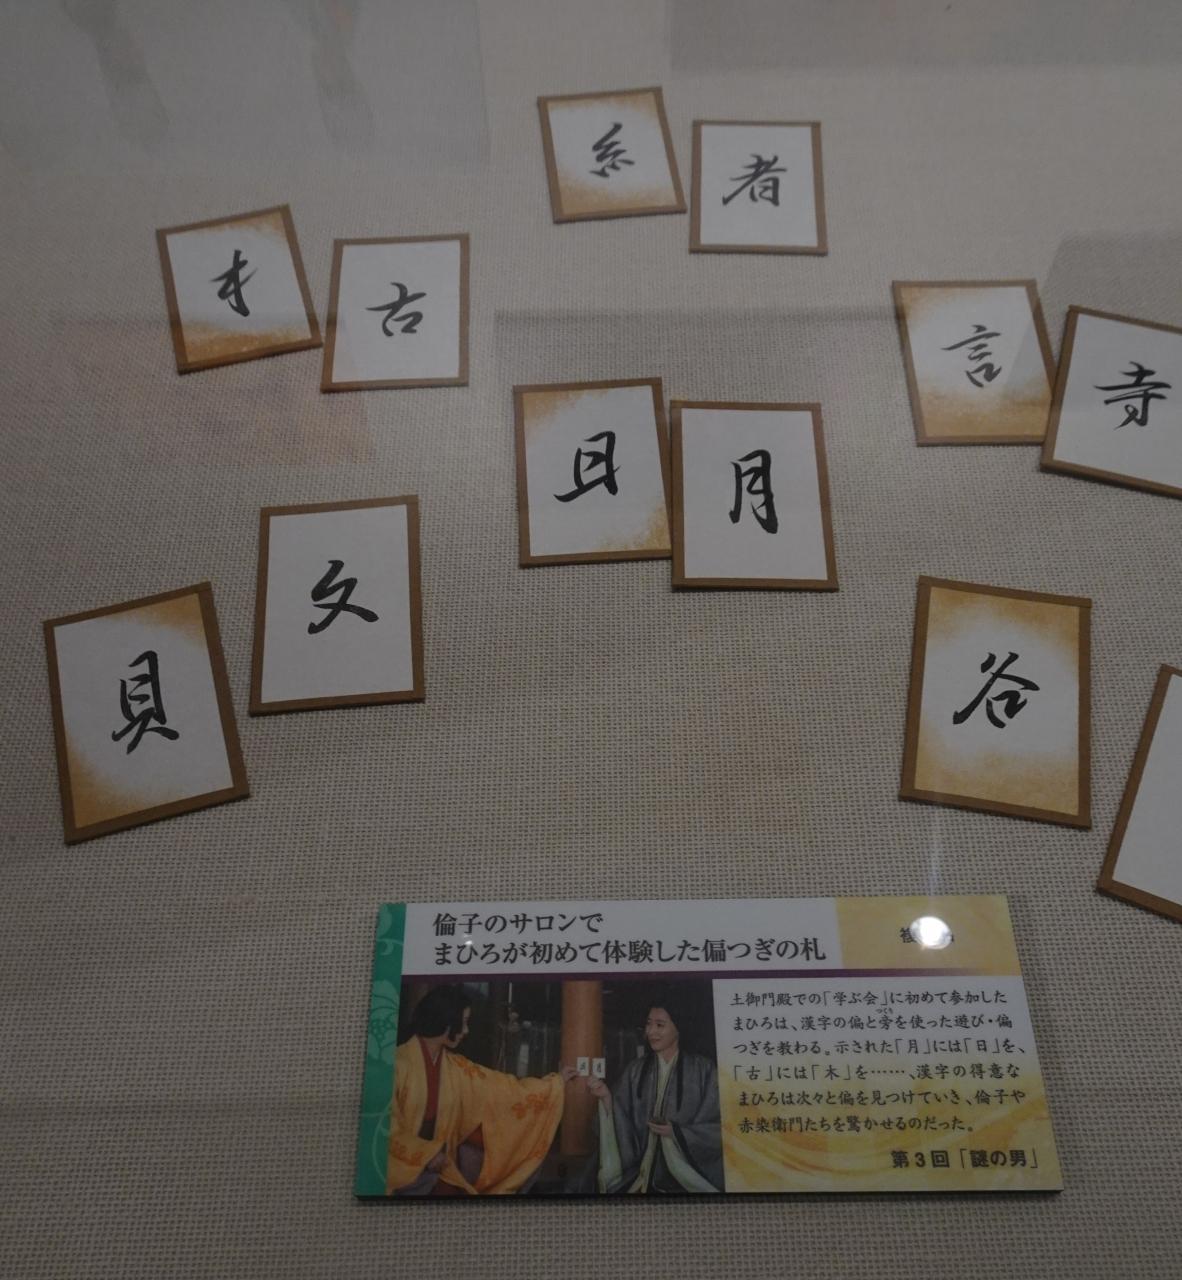 糸
者
木
古
言
寺
日
月
文
貝
谷
倫子のサロンで
まひろが初めて体験した偏つぎの札
土御門殿での「学ぶ会」に初めて参加した
つくり
まひろは、漢字の偏と旁を使った遊び・偏
つぎを教わる。示された「月」には「日」を、
「古」には「木」を……、漢字の得意な
まひろは次々と偏を見つけていき、倫子や
赤染衛門たちを驚かせるのだった。
第3回「謎の男」